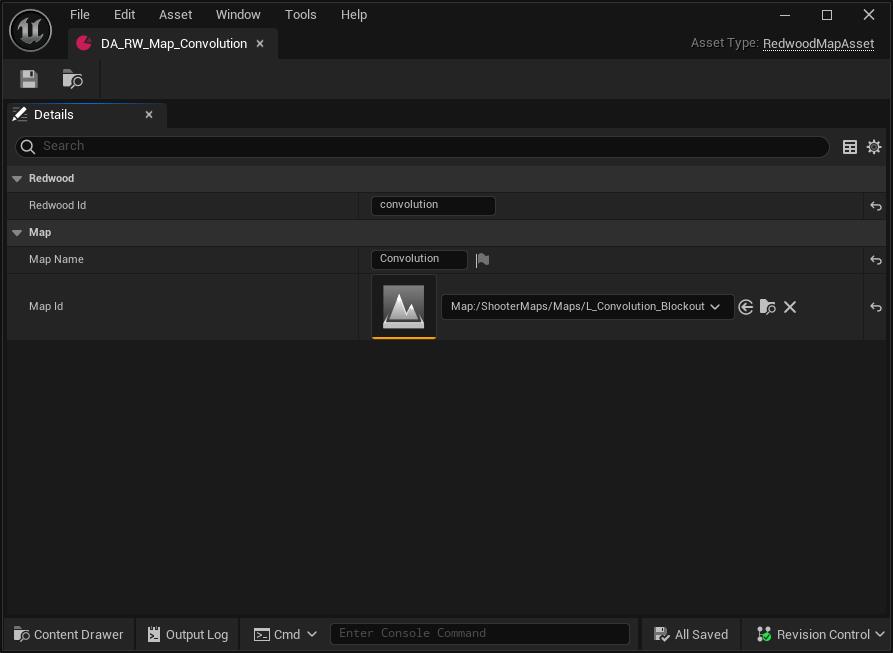 File Edit Asset Window Tools Help
DA_RW_Map_Convolution
Asset Type: RedwoodMapAsset
Details
Search
Redwood
Redwood Id convolution
Map
Map Name Convolution
Map Id Map:/ShooterMaps/Maps/L_Convolution_Blockout
Content Drawer Output Log Cmd Enter Console Command All Saved Revision Control